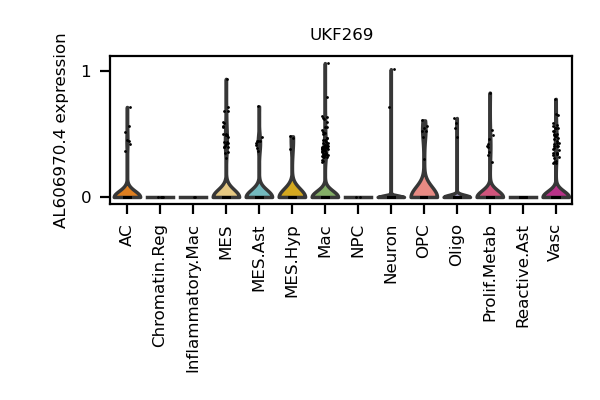 UKF269
AL606970.4 expression
1
0
AC
Chromatin.Reg
Inflammatory.Mac
MES
MES.Ast
MES.Hyp
Mac
NPC
Neuron
OPC
Oligo
Prolif.Metab
Reactive.Ast
Vasc